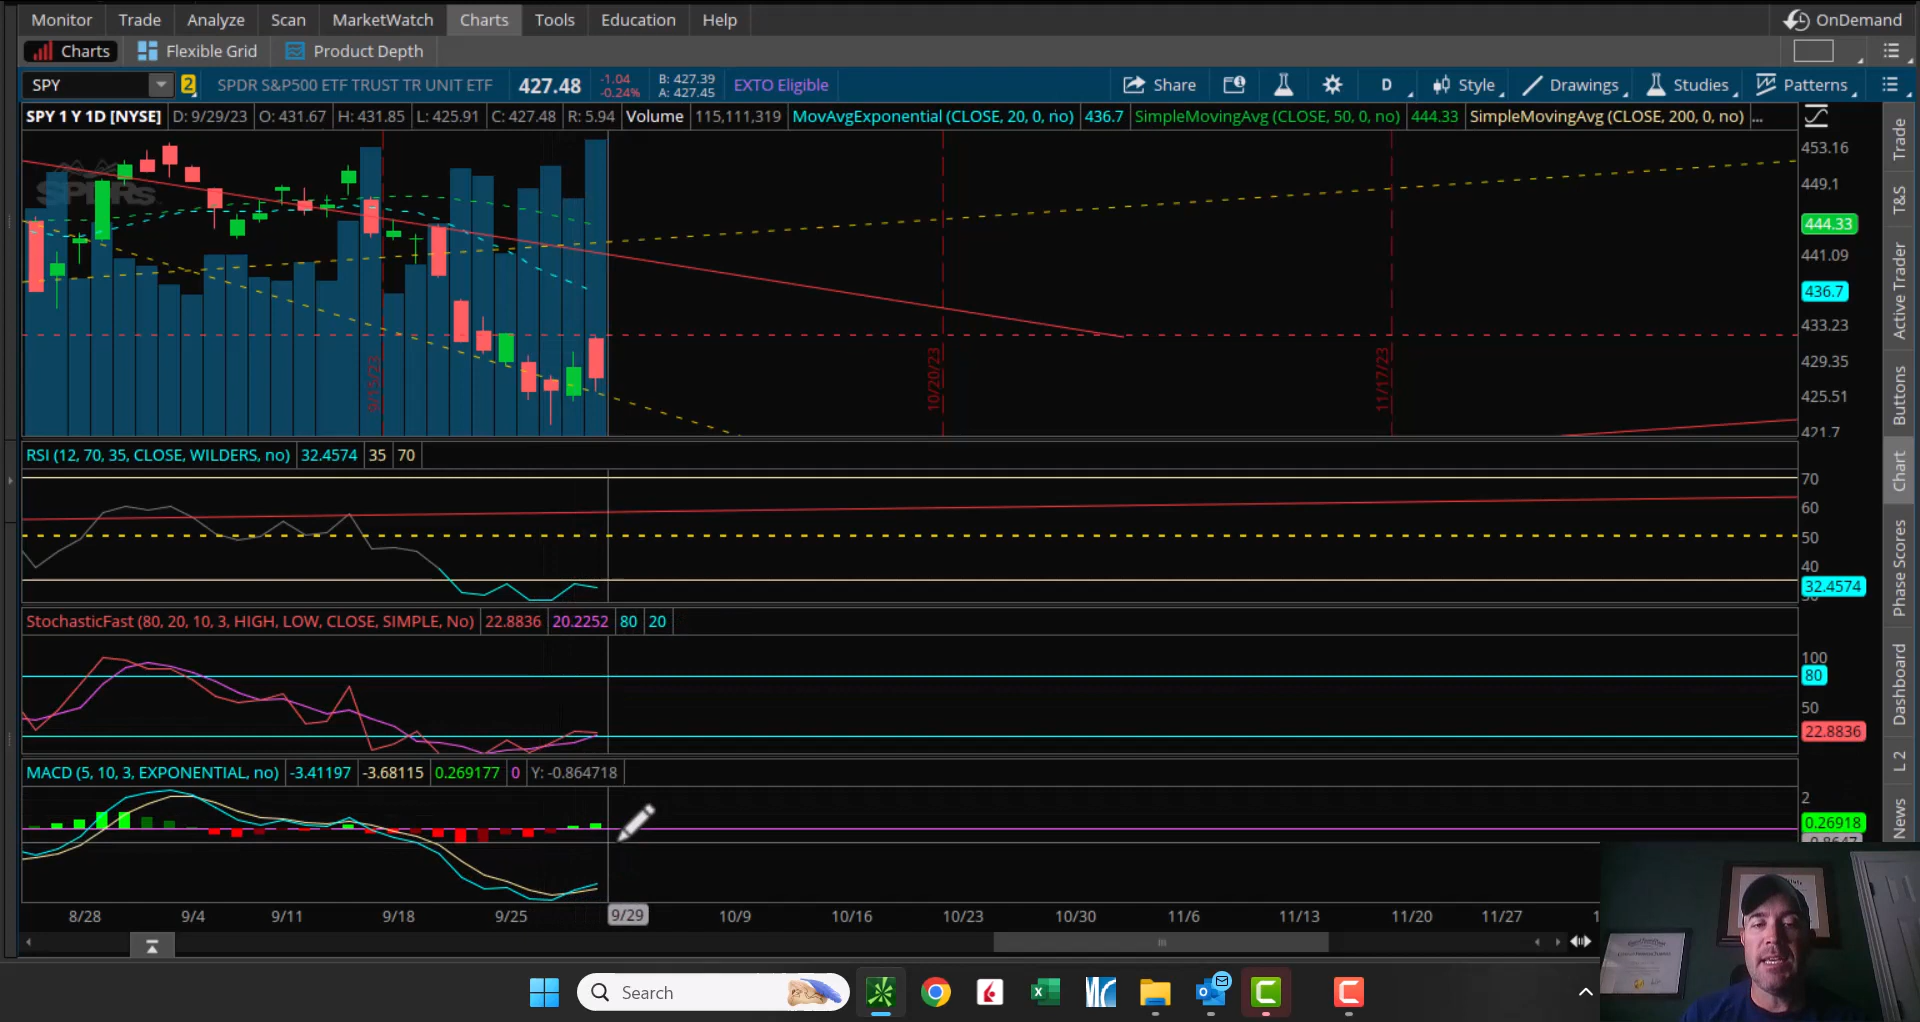 Monitor Trade Analyze Scan MarketWatch Charts Tools Education Help OnDemand
Charts Flexible Grid Product Depth
SPY 2 SPDR S&P500 ETF TRUST TR UNIT ETF 427.48 -1.04 -0.24% B: 427.39 A: 427.45 EXTO Eligible Share D Style Drawings Studies Patterns
SPY 1 Y 1D [NYSE] D: 9/29/23 O: 431.67 H: 431.85 L: 425.91 C: 427.48 R: 5.94 Volume 115,111,319 MovAvgExponential (CLOSE, 20, 0, no) 436.7 SimpleMovingAvg (CLOSE, 50, 0, no) 444.33 SimpleMovingAvg (CLOSE, 200, 0, no) ...
SPDRs
453.16
449.1
444.33
441.09
436.7
433.23
429.35
425.51
421.7
9/15/23 10/20/23 11/17/23
RSI (12, 70, 35, CLOSE, WILDERS, no) 32.4574 35 70
70
60
50
40
32.4574
StochasticFast (80, 20, 10, 3, HIGH, LOW, CLOSE, SIMPLE, No) 22.8836 20.2252 80 20
100
80
50
22.8836
MACD (5, 10, 3, EXPONENTIAL, no) -3.41197 -3.68115 0.269177 0 Y: -0.864718
2
0.26918
-0.8647
8/28 9/4 9/11 9/18 9/25 9/29 10/9 10/16 10/23 10/30 11/6 11/13 11/20 11/27
Trade
T&S
Active Trader
Buttons
Chart
Phase Scores
Dashboard
L 2
News
Search